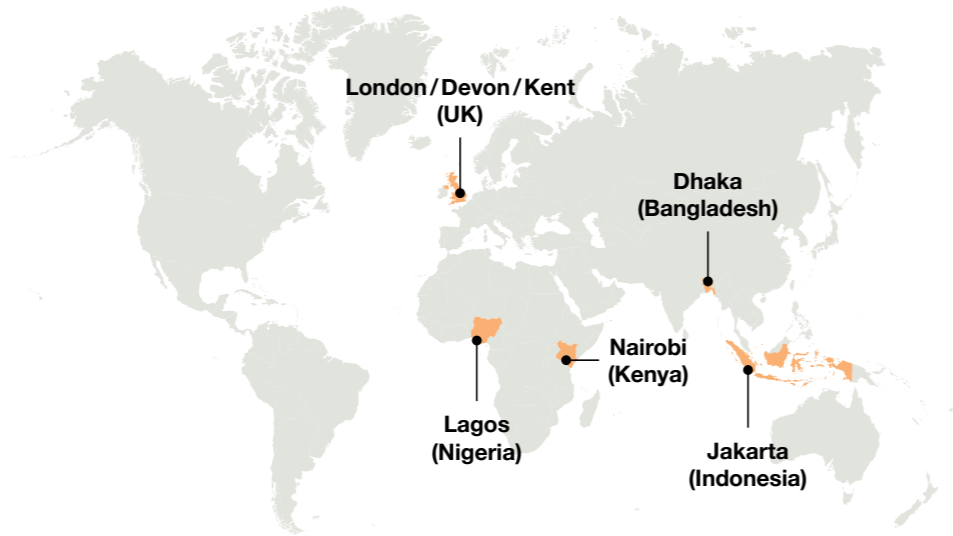 London/Devon/Kent
(UK)
Dhaka
(Bangladesh)
Nairobi
(Kenya)
Lagos
(Nigeria)
Jakarta
(Indonesia)